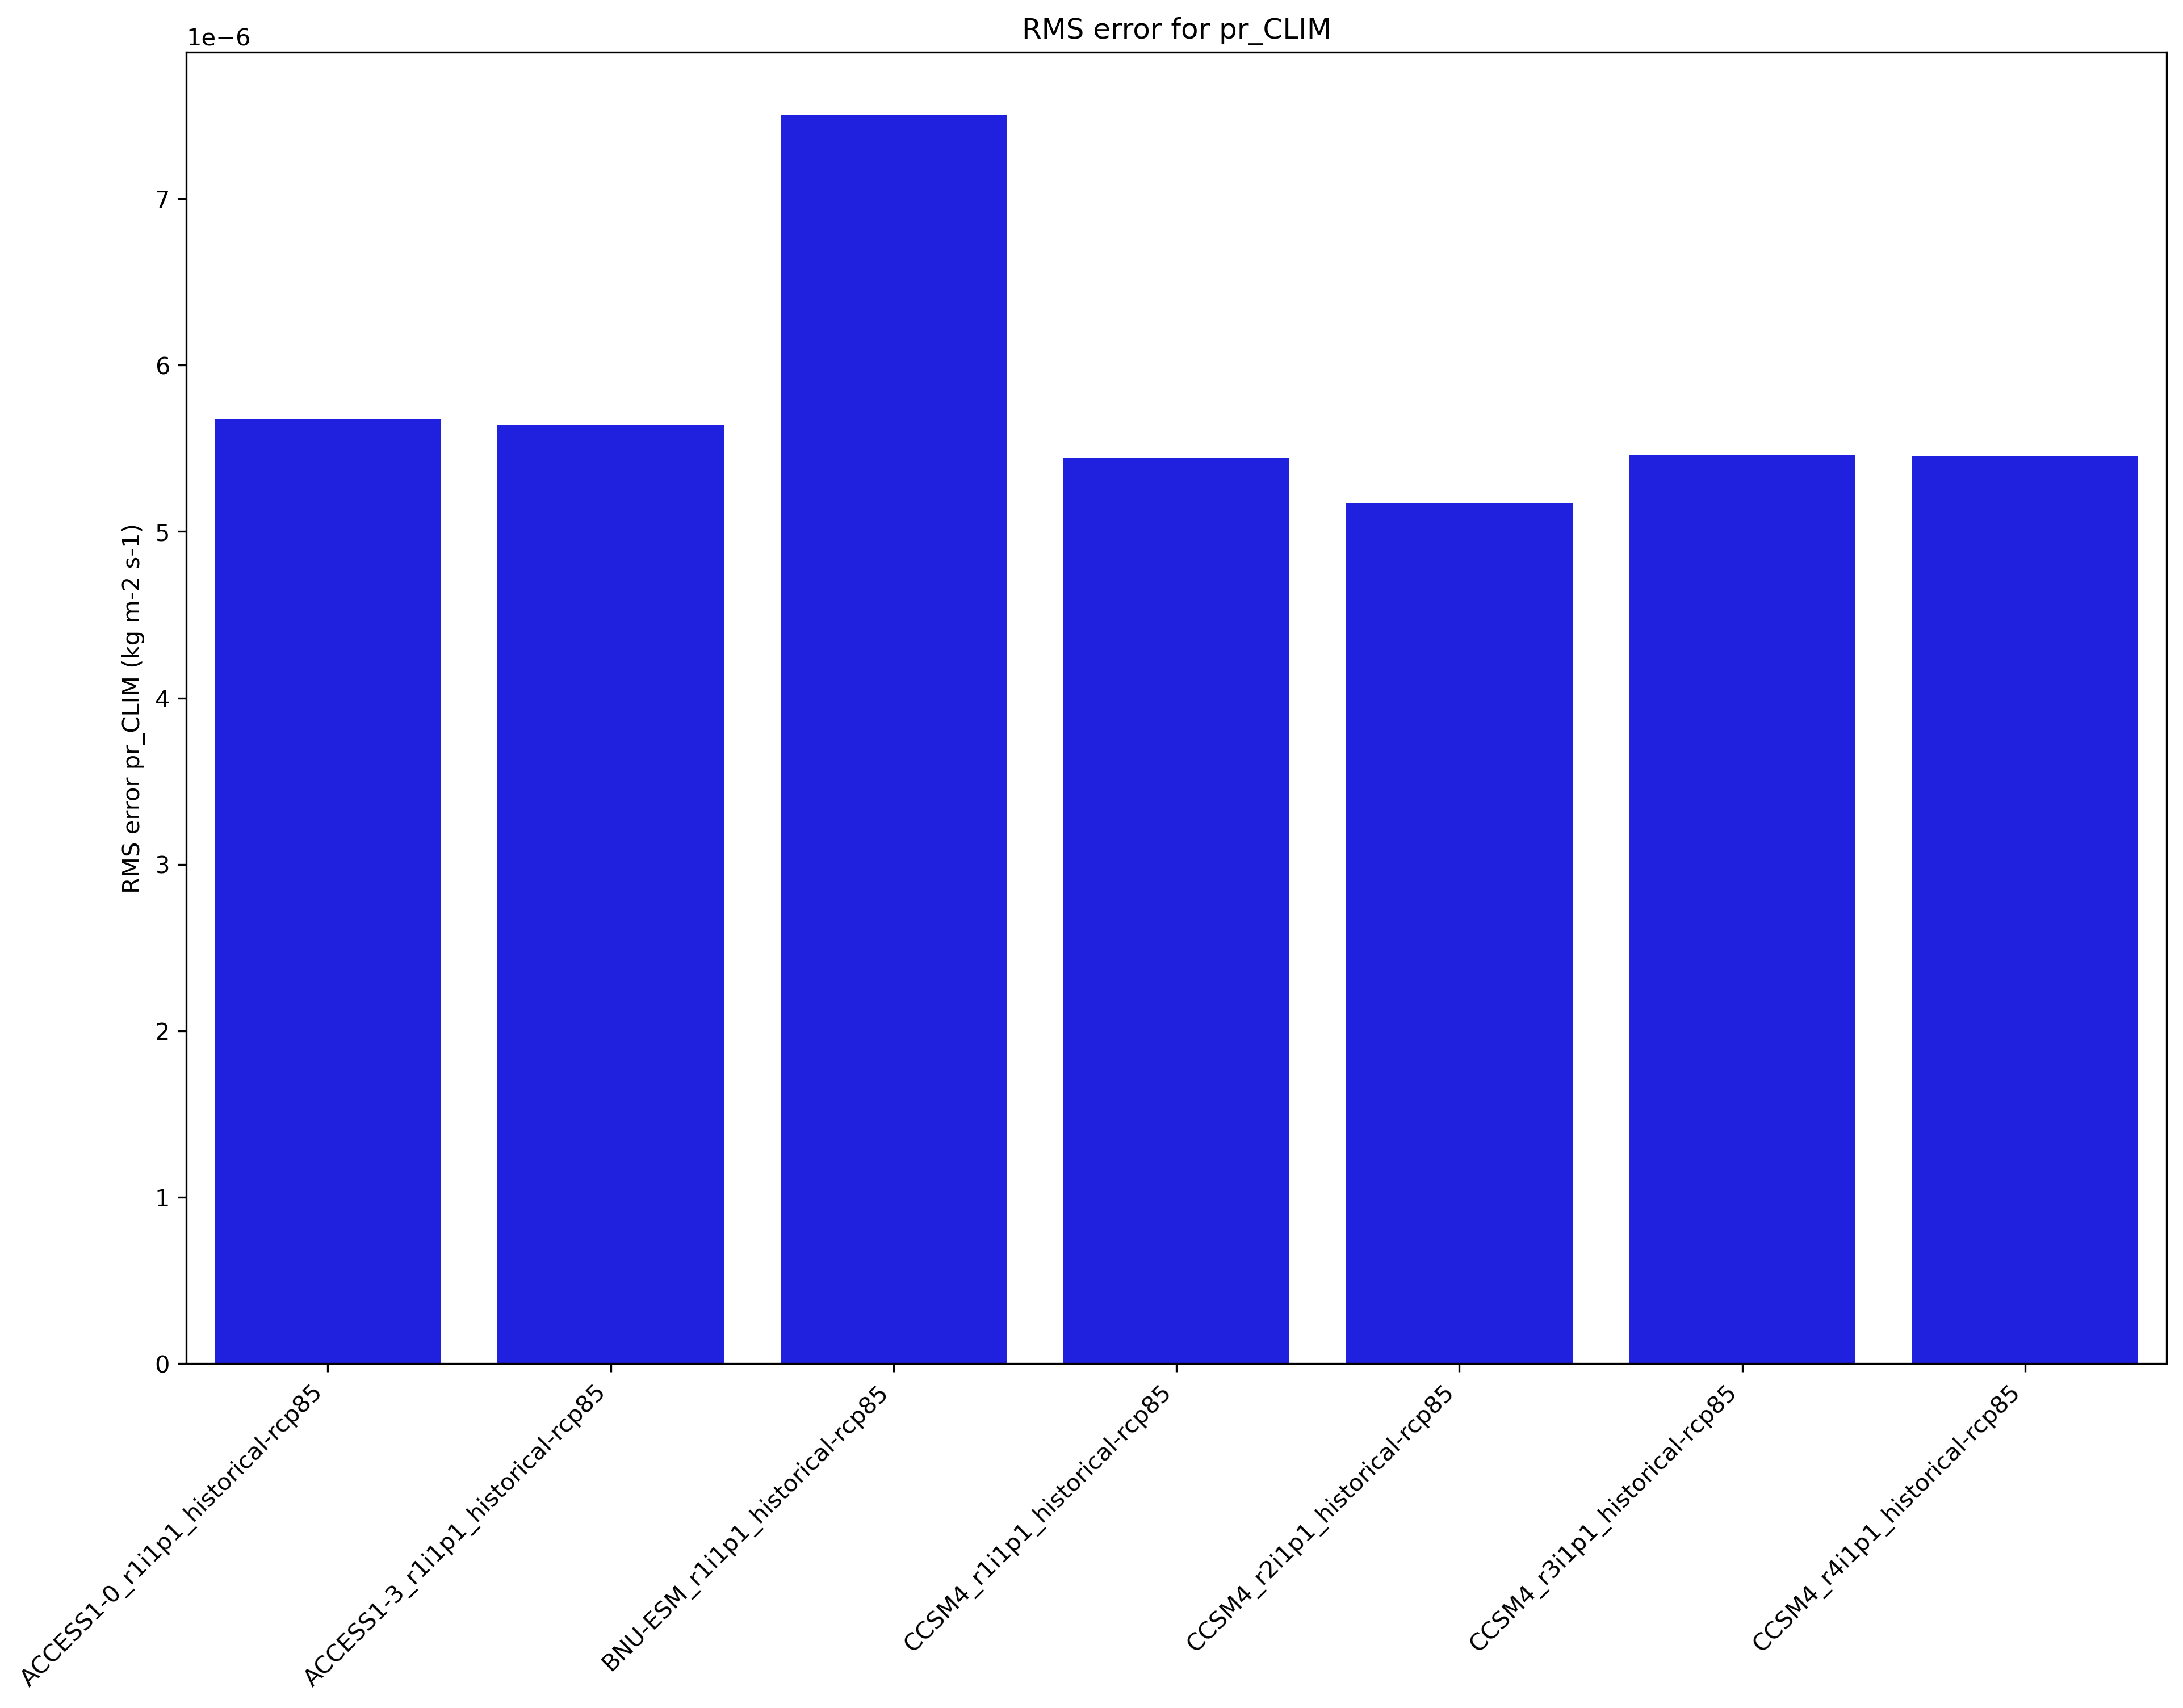 RMS error for pr_CLIM
1e−6
7
6
5
4
3
2
1
0
RMS error pr_CLIM (kg m-2 s-1)
ACCESS1-0_r1i1p1_historical-rcp85
ACCESS1-3_r1i1p1_historical-rcp85
BNU-ESM_r1i1p1_historical-rcp85
CCSM4_r1i1p1_historical-rcp85
CCSM4_r2i1p1_historical-rcp85
CCSM4_r3i1p1_historical-rcp85
CCSM4_r4i1p1_historical-rcp85